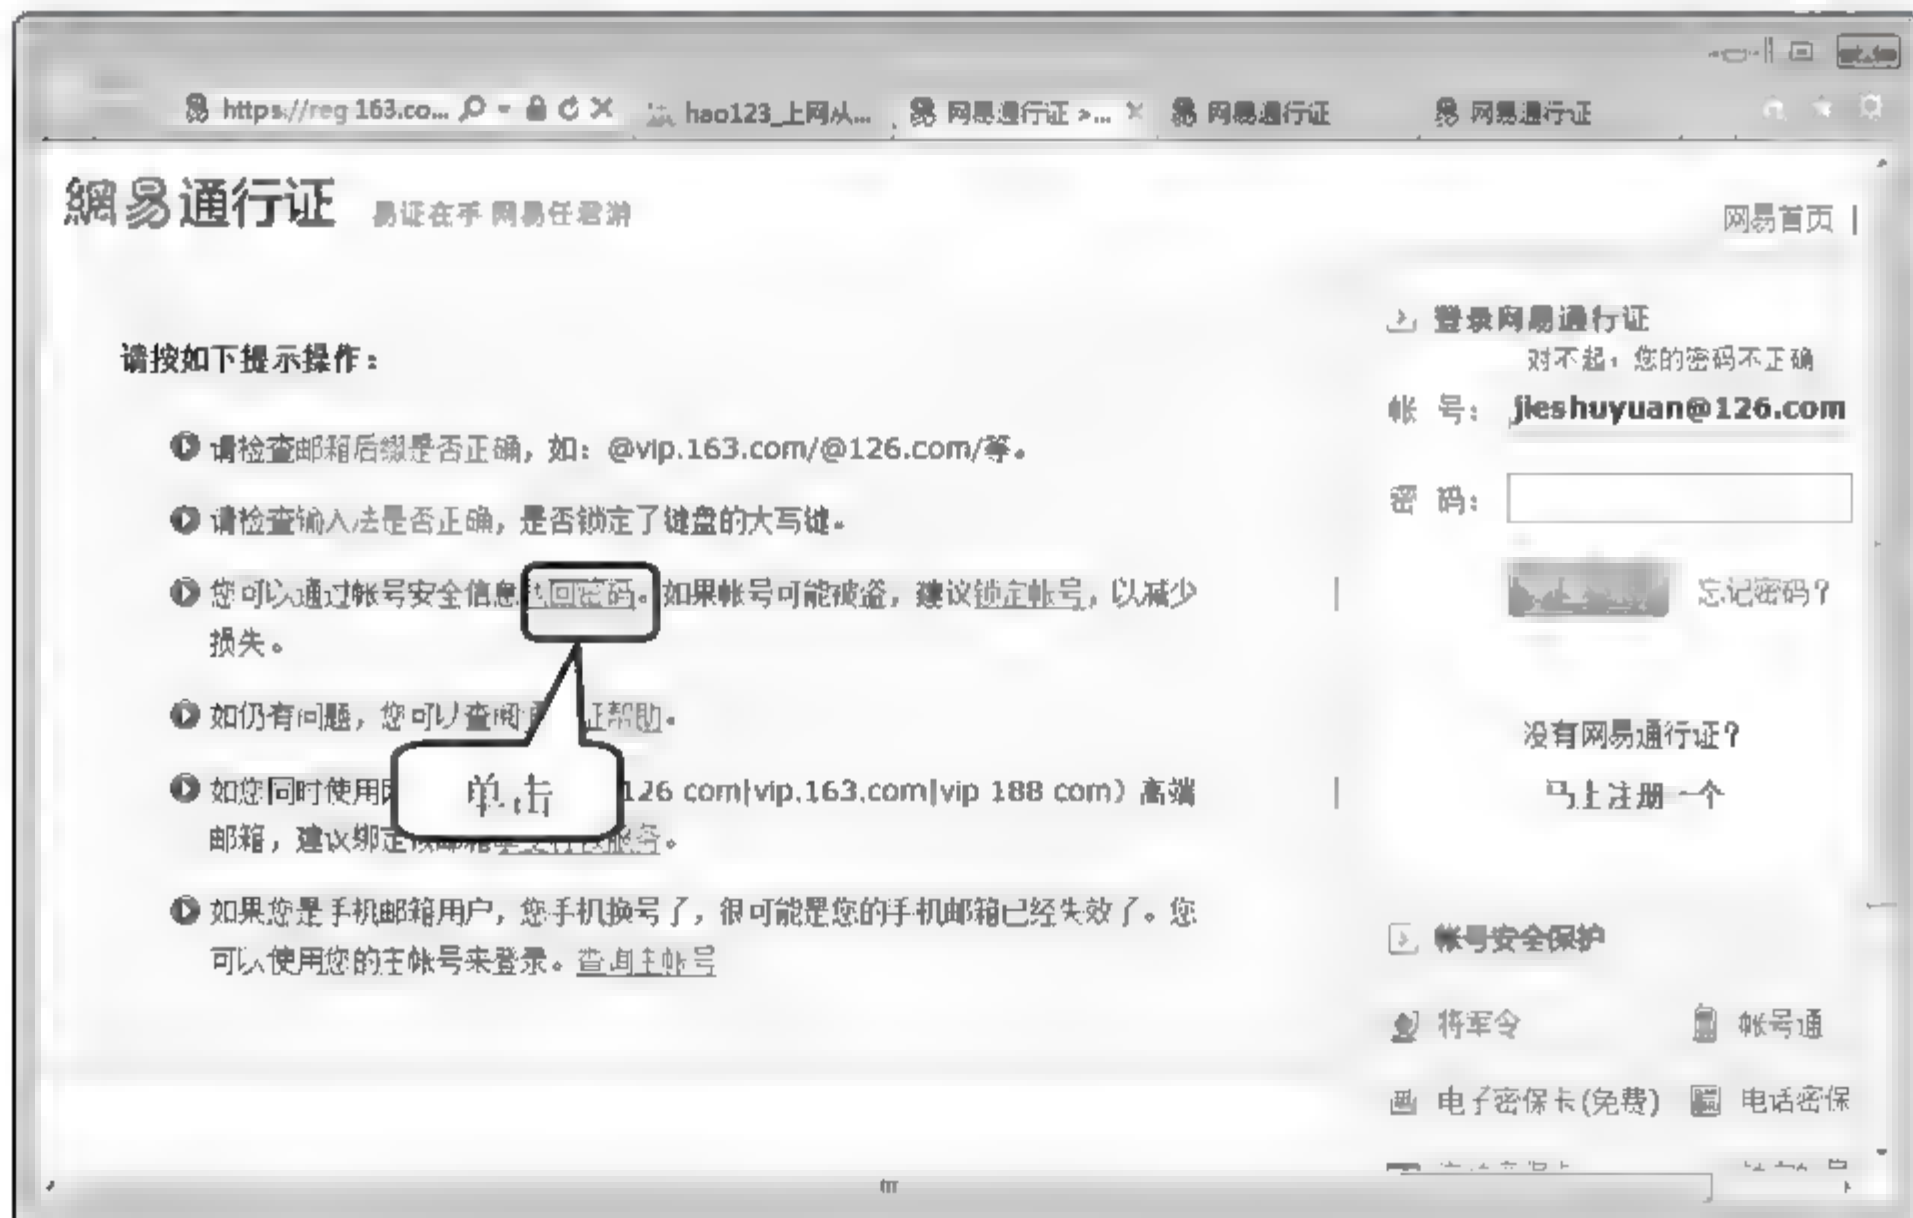 https://reg 163.co... hao123_上网从... 网易通行证 >... 网易通行证 网易通行证
網易通行证 易证在手 网易任君游
网易首页 |
请按如下提示操作：
请检查邮箱后缀是否正确，如：@vip.163.com/@126.com/等。
请检查输入法是否正确，是否锁定了键盘的大写键。
您可以通过帐号安全信息找回密码。如果帐号可能被盗，建议锁定帐号，以减少
损失。
如仍有问题，您可以查阅 证帮助。
如您同时使用 126 com|vip.163.com|vip 188 com）高端
邮箱，建议绑定 服务。
如果您是手机邮箱用户，您手机换号了，很可能是您的手机邮箱已经失效了。您
可以使用您的主帐号来登录。查询主帐号
单击
登录网易通行证
对不起，您的密码不正确
帐 号： jieshuyuan@126.com
密 码：
忘记密码？
没有网易通行证？
马上注册一个
帐号安全保护
将军令 帐号通
电子密保卡(免费) 电话密保